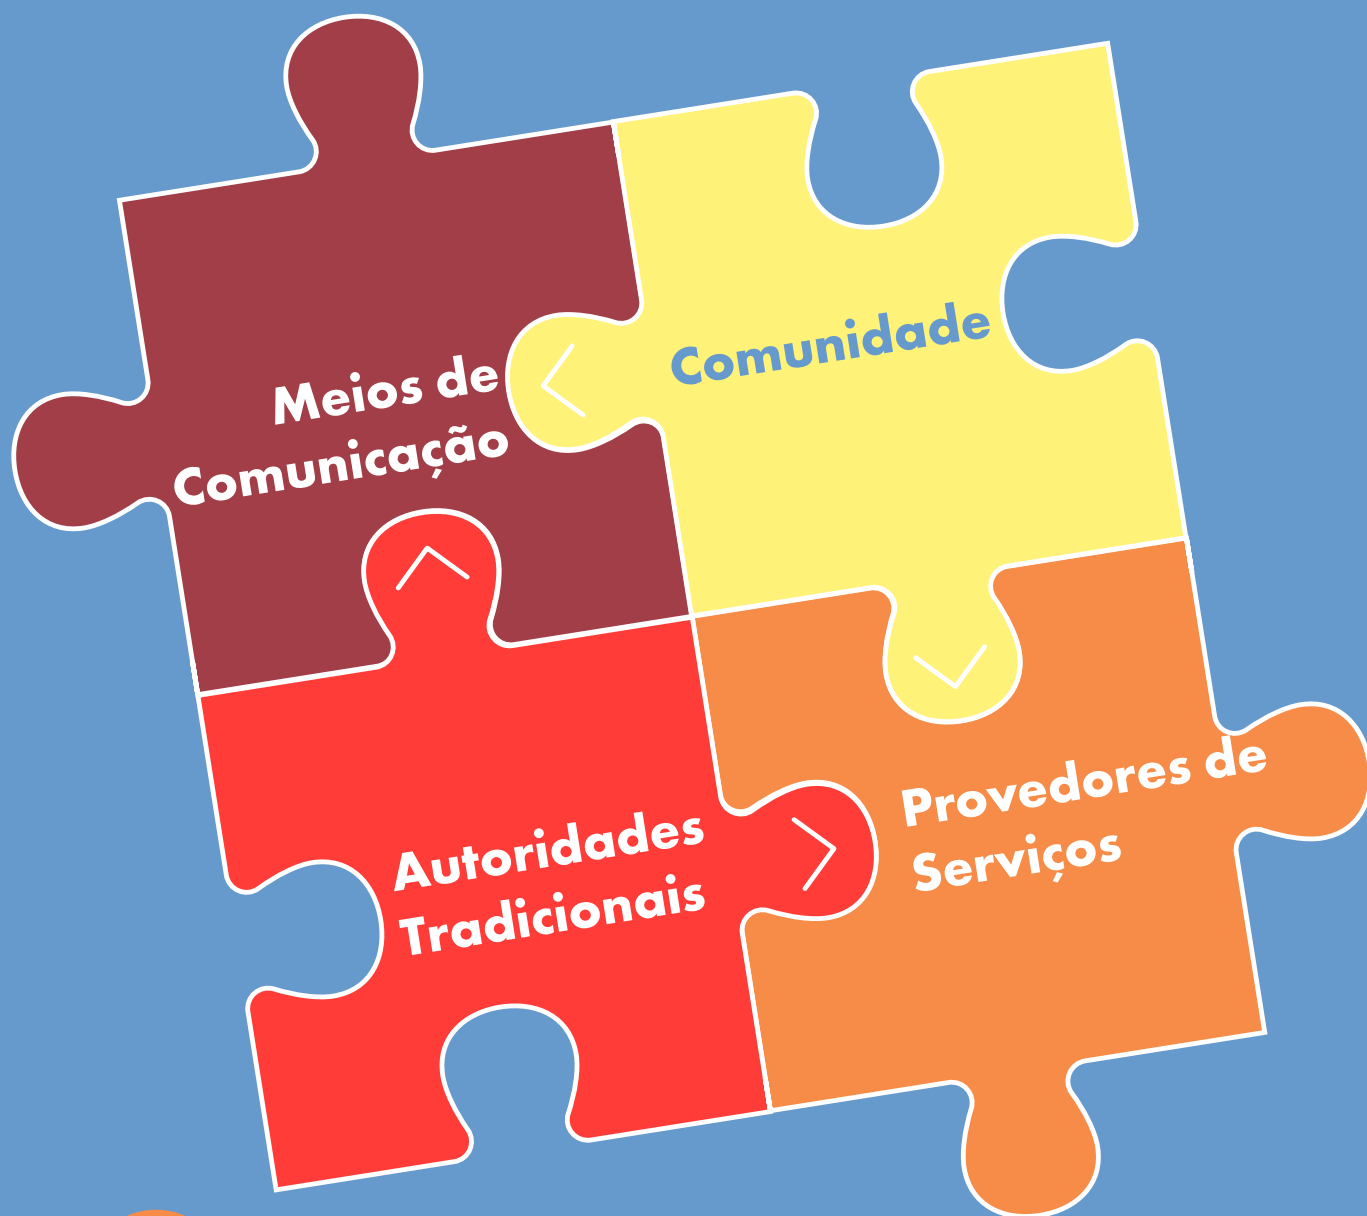 Meios de
Comunicação
Comunidade
Autoridades
Tradicionais
Provedores de
Serviços